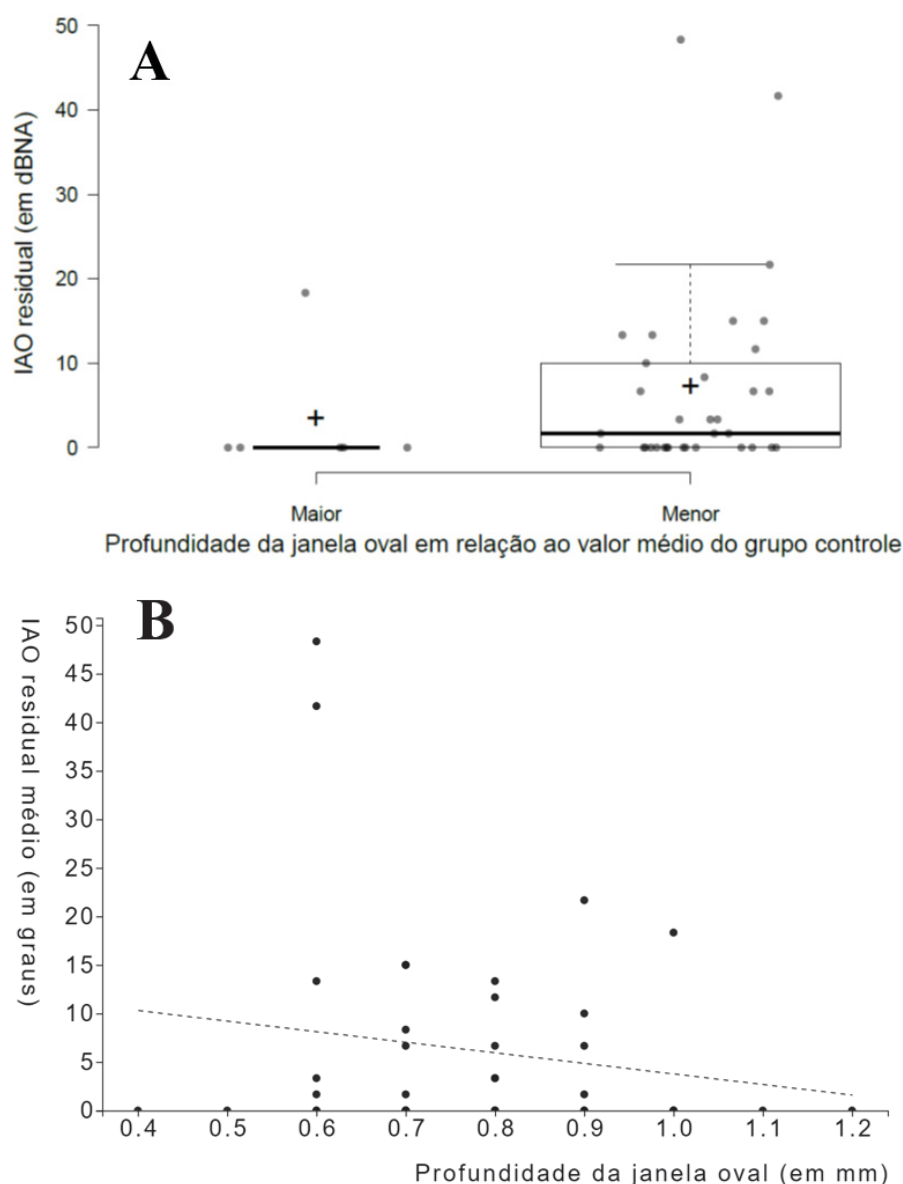 A
IAO residual (em dBNA)
50
40
30
20
10
0
Maior
Menor
Profundidade da janela oval em relação ao valor médio do grupo controle
B
IAO residual médio (em graus)
50
45
40
35
30
25
20
15
10
5
0
0.4 0.5 0.6 0.7 0.8 0.9 1.0 1.1 1.2
Profundidade da janela oval (em mm)